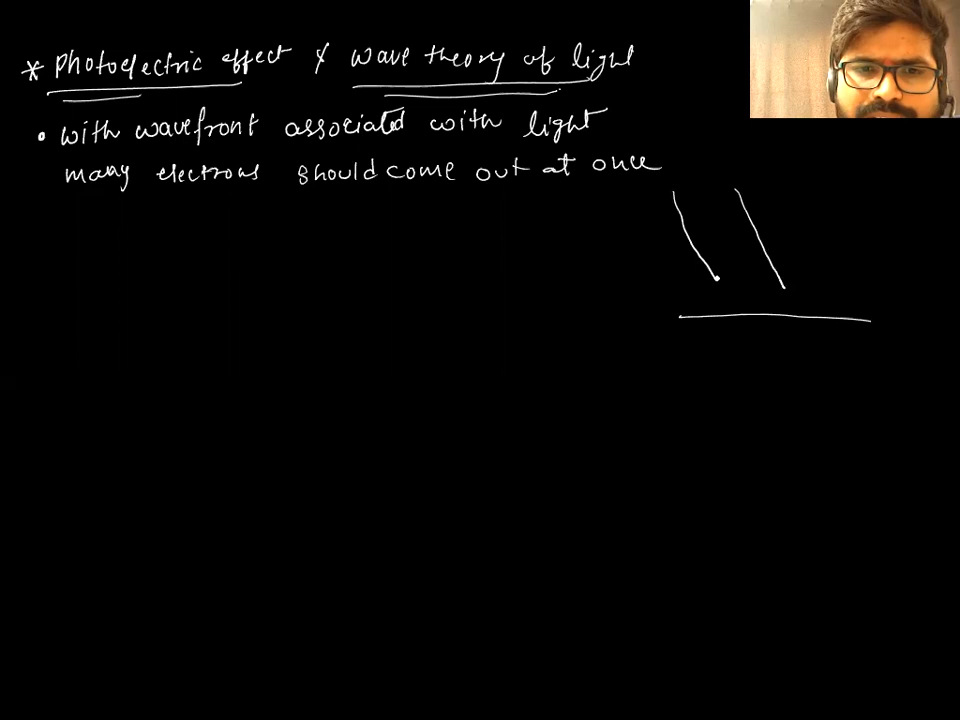 * Photoelectric effect & wave theory of light
• with wavefront associated with light
many electrons should come out at once